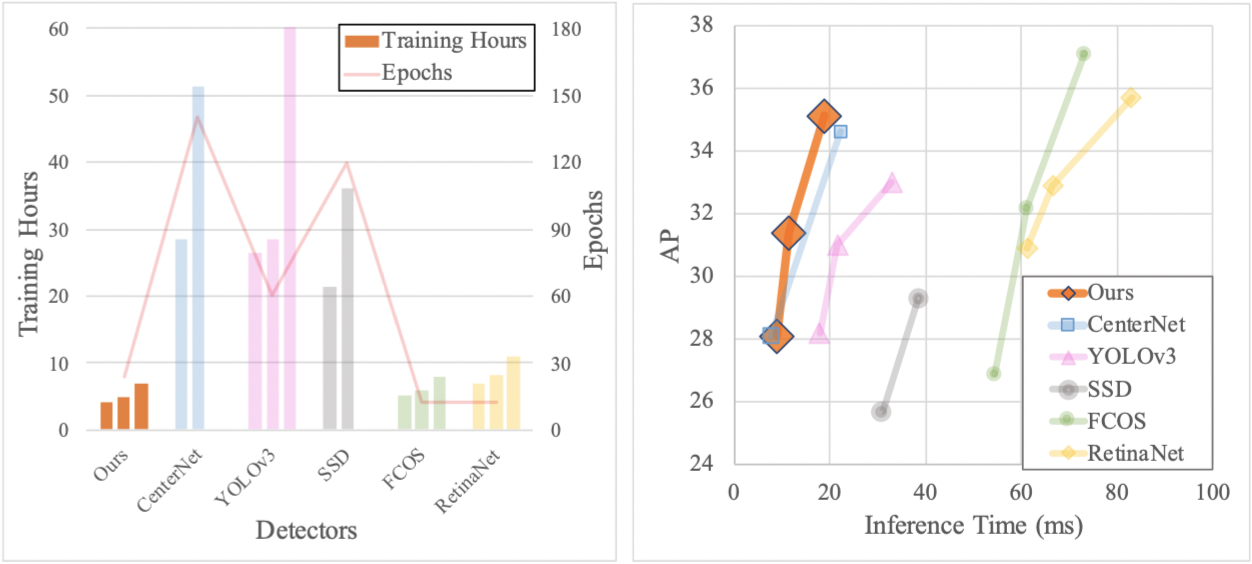 60
50
40
30
20
10
0
Training Hours
180
150
120
90
60
30
0
Epochs
Training Hours
Epochs
Ours
CenterNet
YOLOv3
SSD
FCOS
RetinaNet
Detectors
38
36
34
32
30
28
26
24
AP
0
20
40
60
80
100
Inference Time (ms)
Ours
CenterNet
YOLOv3
SSD
FCOS
RetinaNet